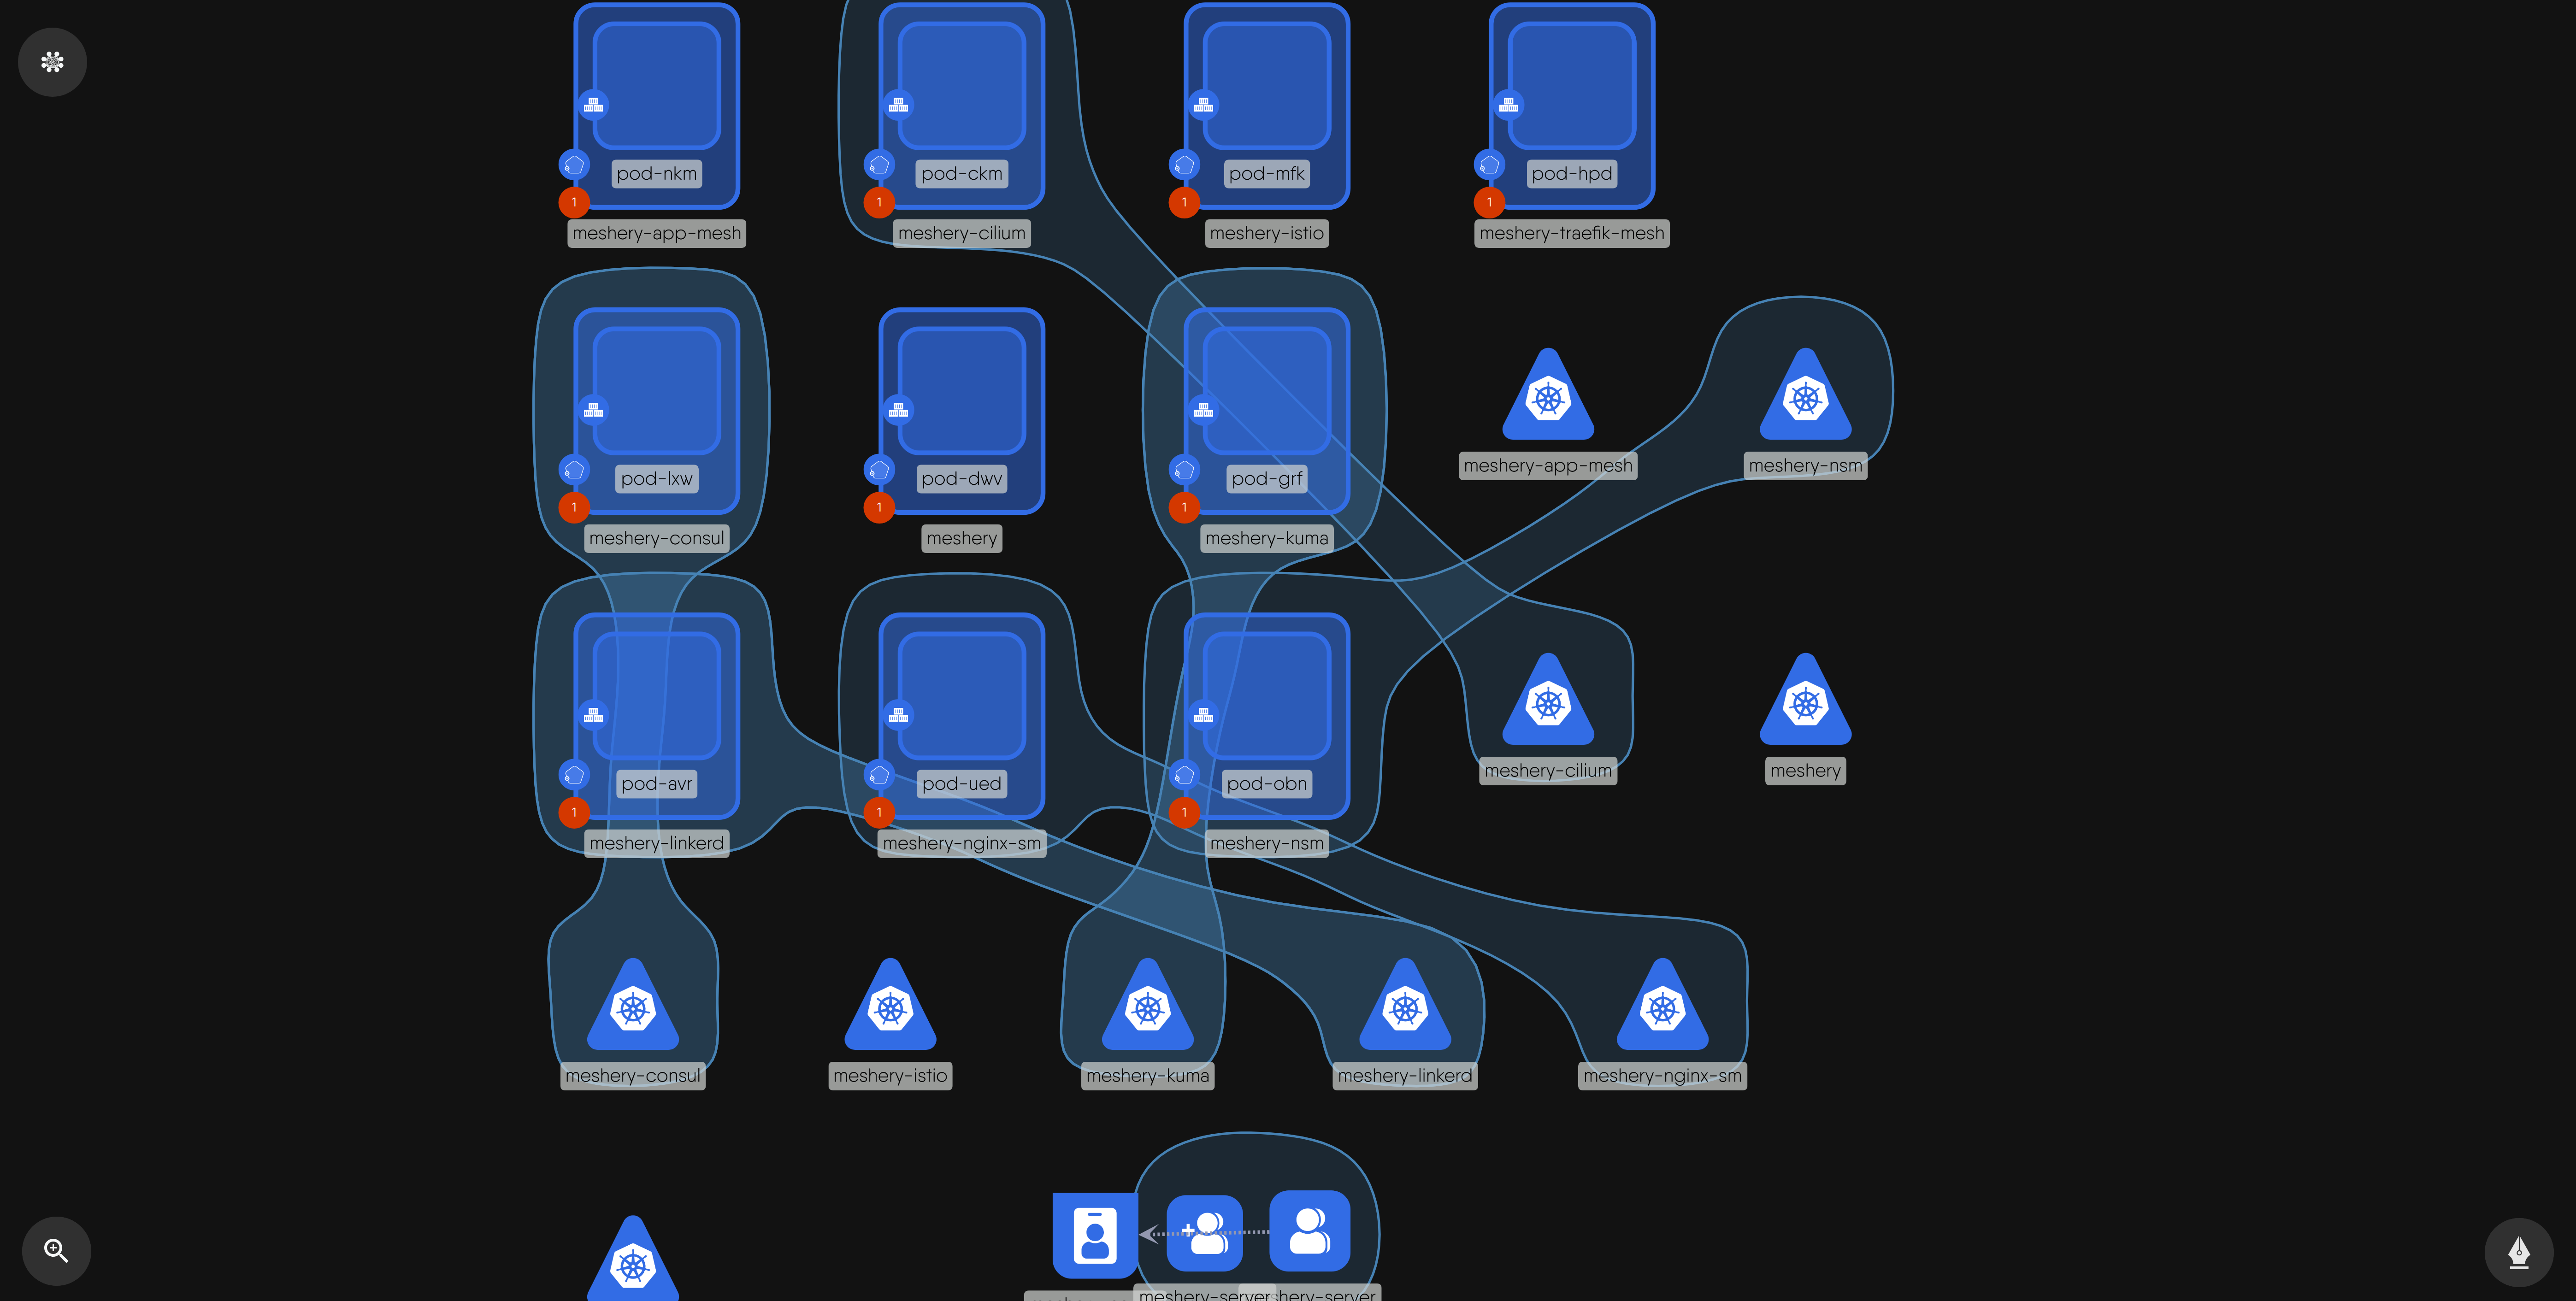 pod-nkm
pod-ckm
pod-mfk
pod-hpd
1
1
1
1
meshery-app-mesh
meshery-cilium
meshery-istio
meshery-traefik-mesh
meshery-app-mesh
meshery-nsm
pod-lxw
pod-dwv
pod-grf
1
1
1
meshery-consul
meshery
meshery-kuma
meshery-cilium
meshery
pod-avr
pod-ued
pod-obn
1
1
1
meshery-linkerd
meshery-nginx-sm
meshery-nsm
meshery-consul
meshery-istio
meshery-kuma
meshery-linkerd
meshery-nginx-sm
meshery-server
hery-server